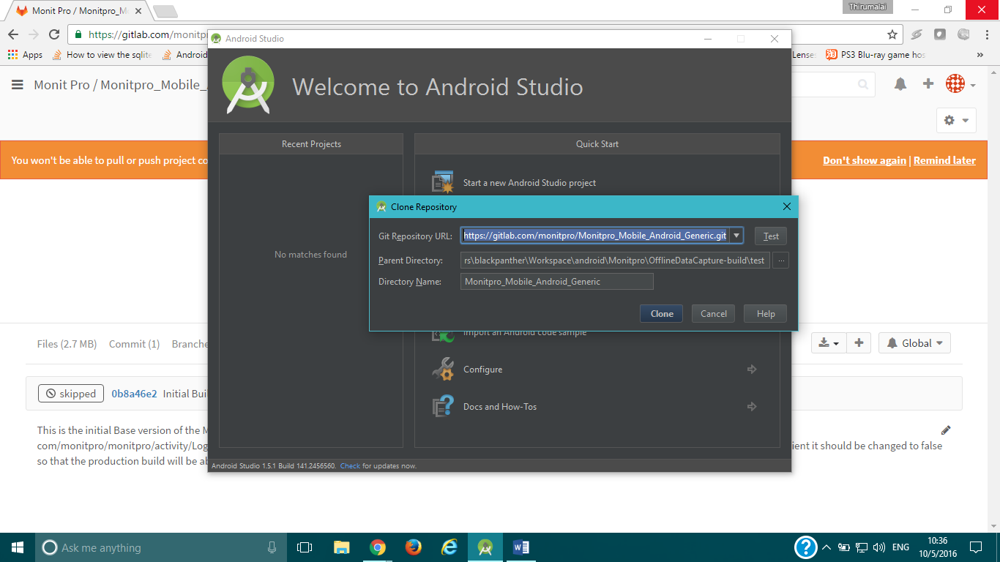 Monit Pro / Monitpro_M
Thirumalai
https://gitlab.com/monitp
Apps
How to view the sqlite
Android
Lenses
PS3 Blu-ray game hos
»
Android Studio
Welcome to Android Studio
Monit Pro / Monitpro_Mobile_
You won't be able to pull or push project co
Don't show again | Remind later
Recent Projects
Quick Start
Start a new Android Studio project
No matches found
Clone Repository
Git Repository URL:
https://gitlab.com/monitpro/Monitpro_Mobile_Android_Generic.git
Test
Parent Directory:
rs\blackpanther\Workspace\android\Monitpro\OfflineDataCapture-build\test
...
Directory Name:
Monitpro_Mobile_Android_Generic
Clone
Cancel
Help
Import an Android code sample
Configure
Docs and How-Tos
Files (2.7 MB)
Commit (1)
Branche
Global
skipped
0b8a46e2
Initial Bui
This is the initial Base version of the M
com/monitpro/monitpro/activity/Log
ient it should be changed to false
so that the production build will be ab
Android Studio 1.5.1 Build 141.2456560. Check for updates now.
Ask me anything
ENG
10:36
10/5/2016